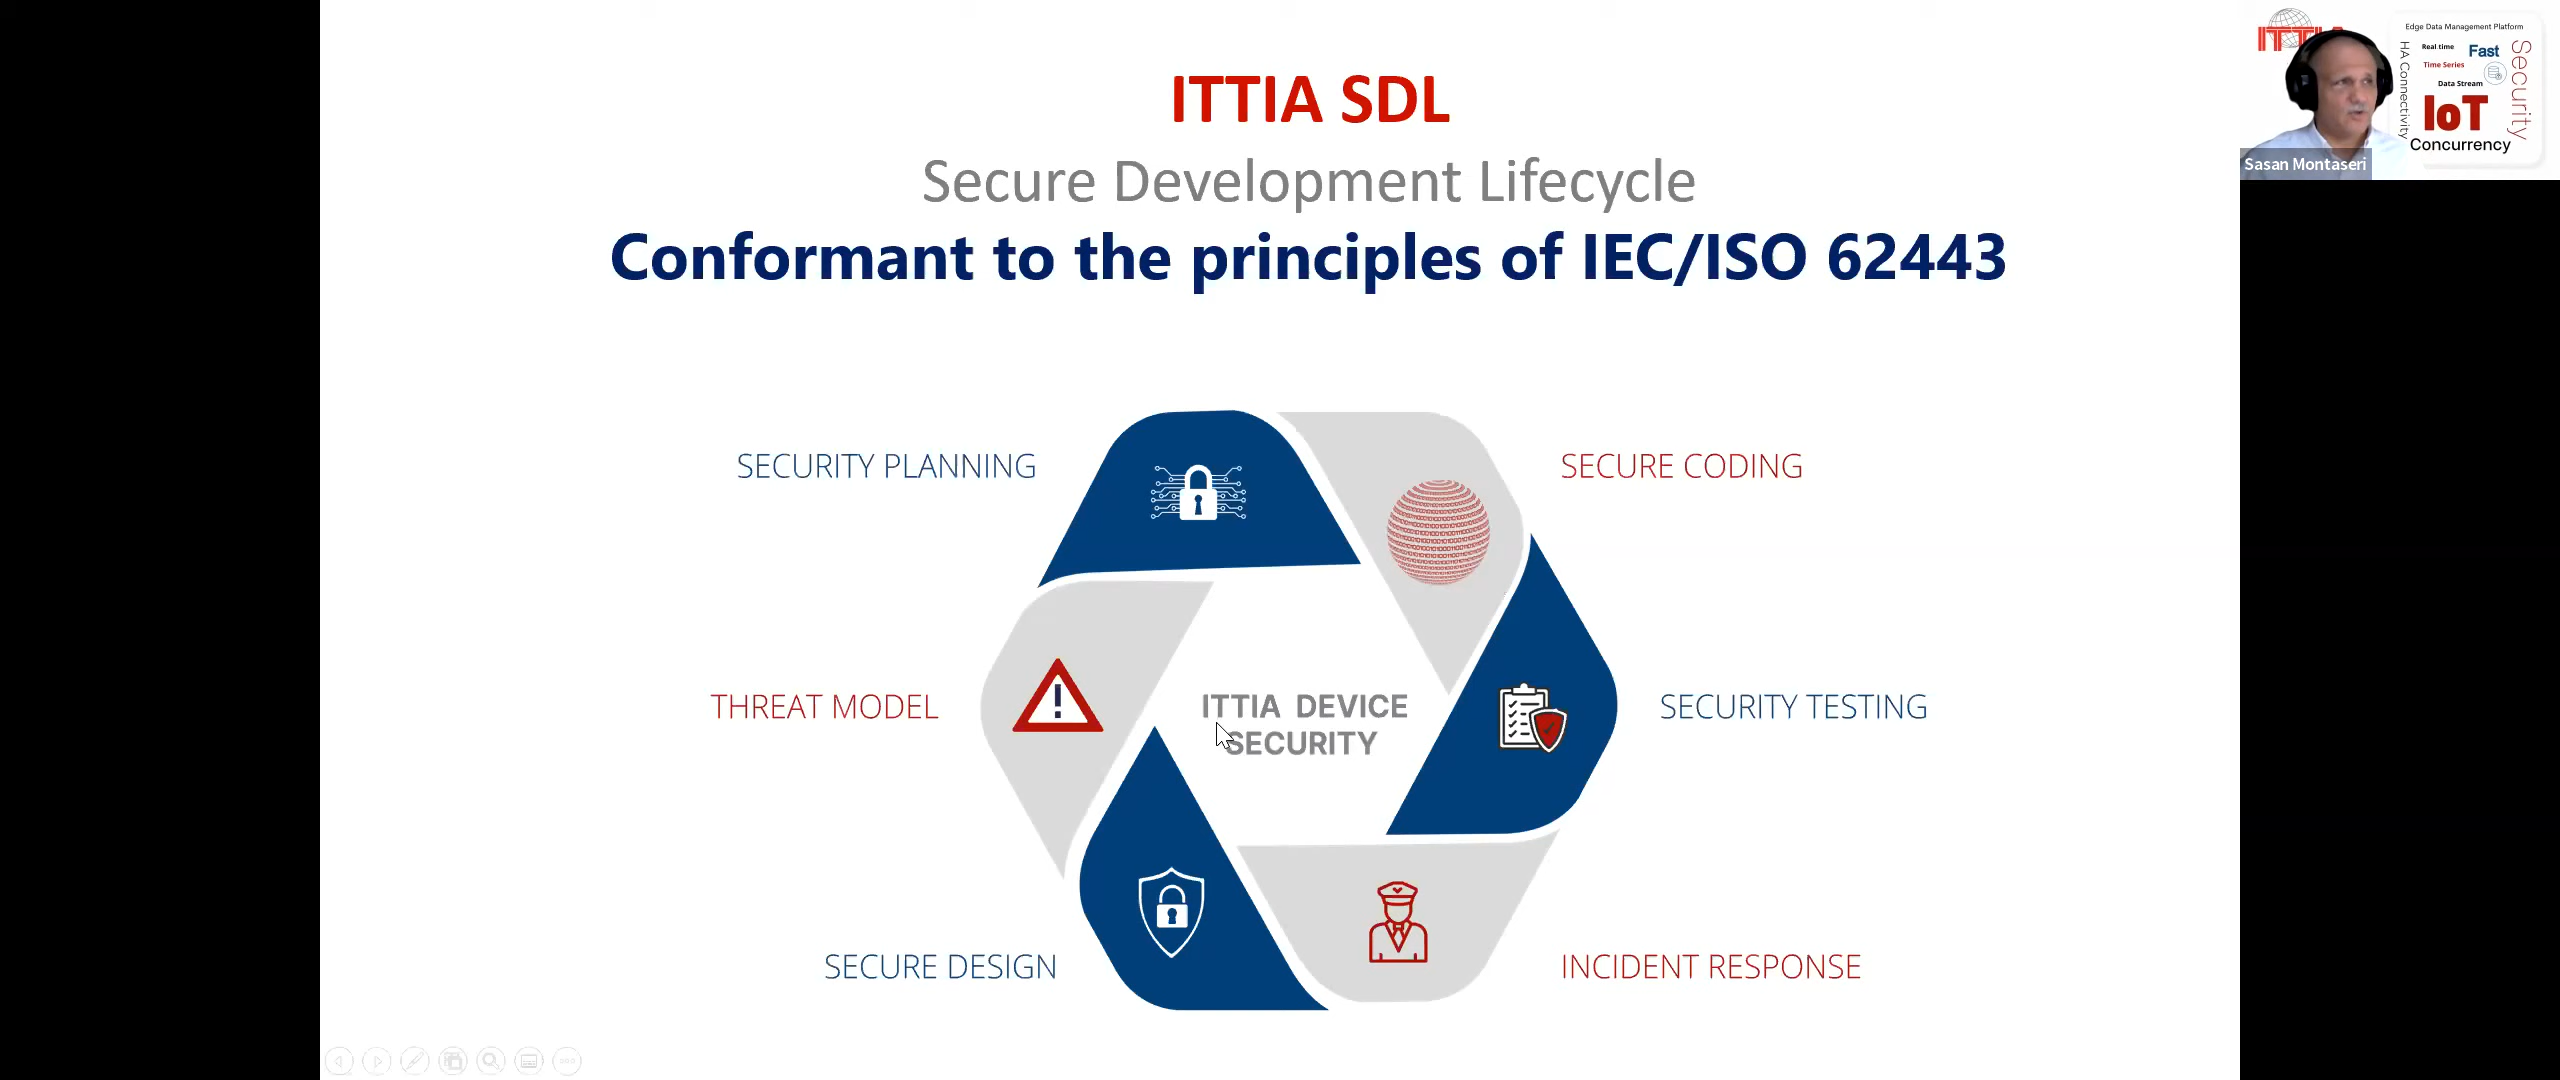 ITTIA SDL
Secure Development Lifecycle
Conformant to the principles of IEC/ISO 62443
SECURITY PLANNING
SECURE CODING
THREAT MODEL
ITTIA DEVICE
SECURITY
SECURITY TESTING
SECURE DESIGN
INCIDENT RESPONSE
Edge Data Management Platform
HA Connectivity
Real time
Fast
Time Series
Data Stream
IoT
Concurrency
Security
Sasan Montaseri